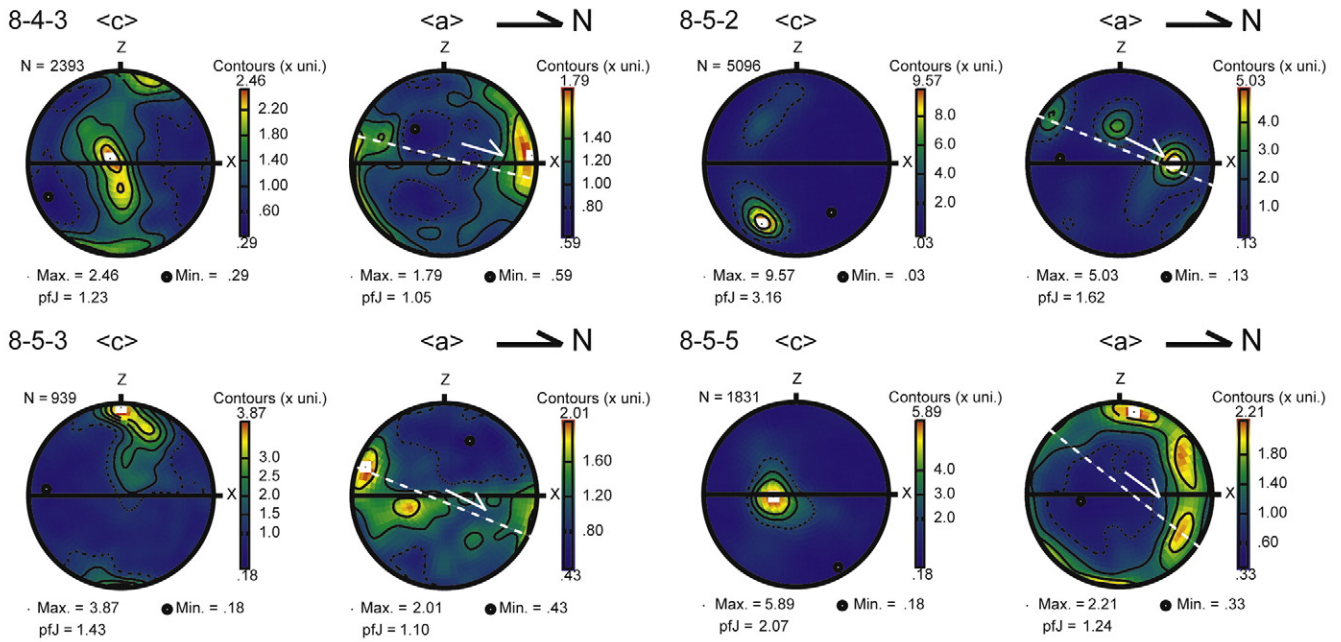 8-4-3 <c> <a> N
Z
N = 2393
Contours (x uni.)
2.46
2.20
1.80
1.40
1.00
.60
.29
Max. = 2.46 Min. = .29
pfJ = 1.23
Z
X
Contours (x uni.)
1.79
1.40
1.20
1.00
.80
.59
Max. = 1.79 Min. = .59
pfJ = 1.05
X
8-5-2 <c> <a> N
Z
N = 5096
Contours (x uni.)
9.57
8.0
6.0
4.0
2.0
.03
Max. = 9.57 Min. = .03
pfJ = 3.16
Z
X
Contours (x uni.)
5.03
4.0
3.0
2.0
1.0
.13
Max. = 5.03 Min. = .13
pfJ = 1.62
X
8-5-3 <c> <a> N
Z
N = 939
Contours (x uni.)
3.87
3.0
2.5
2.0
1.5
1.0
.18
Max. = 3.87 Min. = .18
pfJ = 1.43
Z
X
Contours (x uni.)
2.01
1.60
1.20
.80
.43
Max. = 2.01 Min. = .43
pfJ = 1.10
X
8-5-5 <c> <a> N
Z
N = 1831
Contours (x uni.)
5.89
4.0
3.0
2.0
.18
Max. = 5.89 Min. = .18
pfJ = 2.07
Z
X
Contours (x uni.)
2.21
1.80
1.40
1.00
.60
.33
Max. = 2.21 Min. = .33
pfJ = 1.24
X